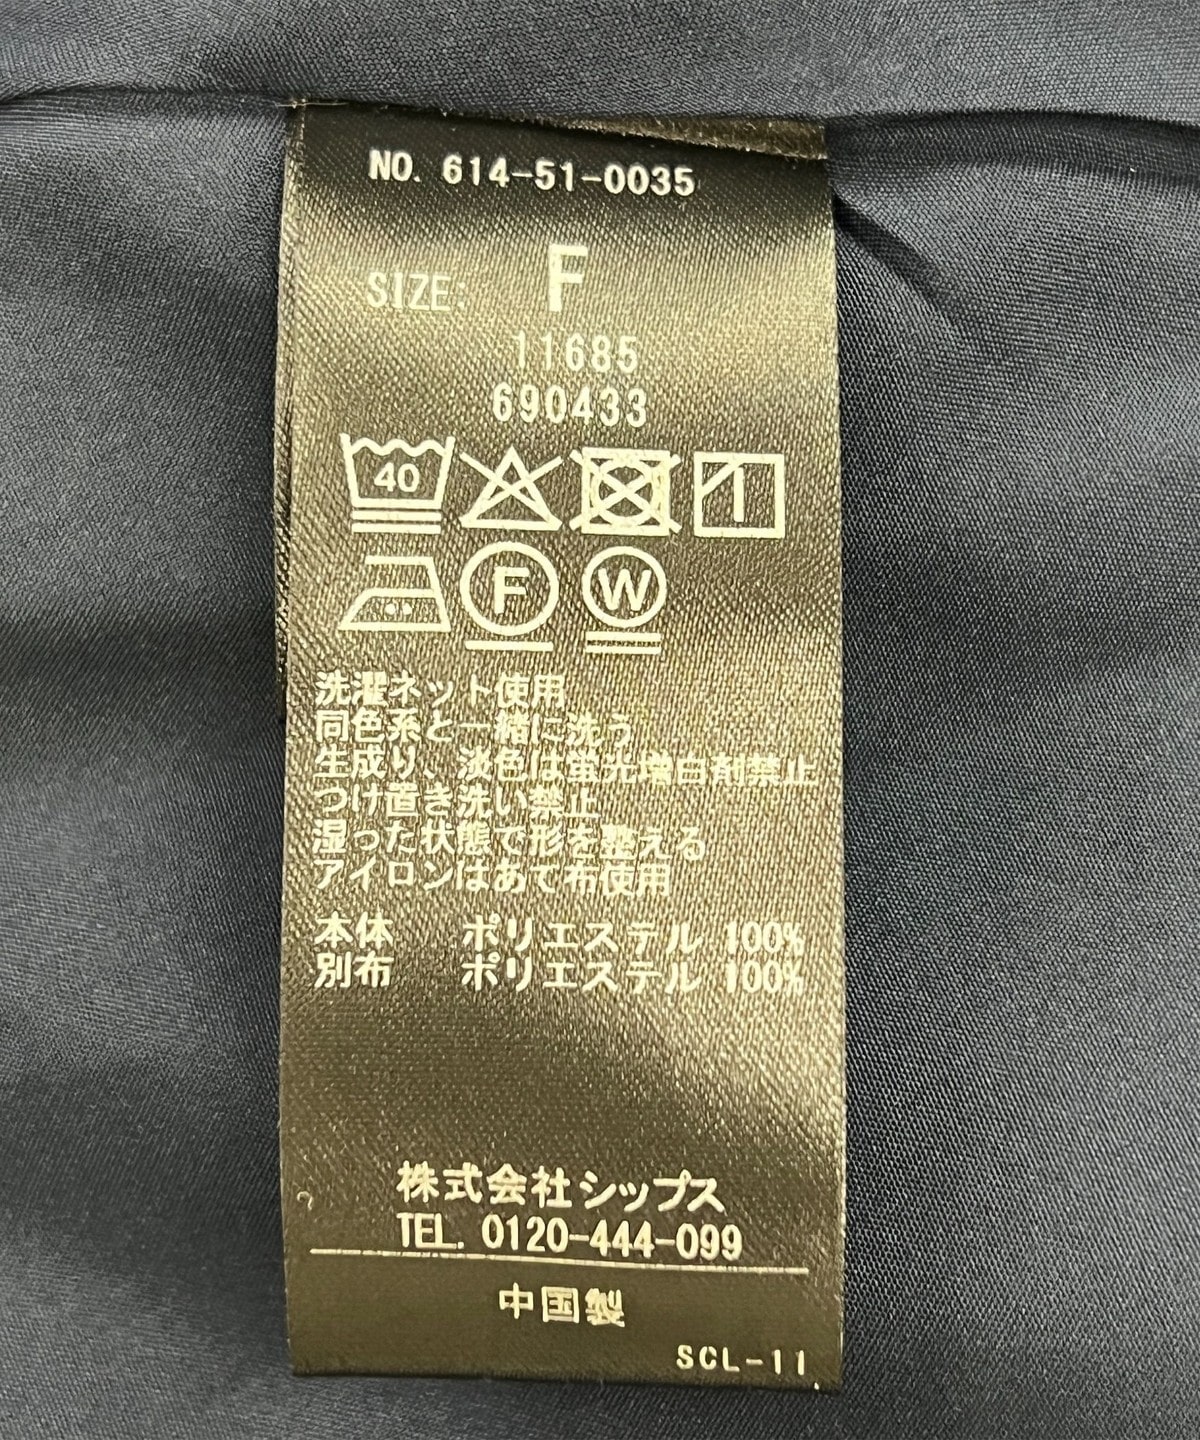 NO. 614-51-0035
SIZE: F
11685
690433
40
F W
洗濯ネット使用
同色系と一緒に洗う
生成り、淡色は蛍光増白剤禁止
つけ置き洗い禁止
湿った状態で形を整える
アイロンはあて布使用
本体 ポリエステル 100%
別布 ポリエステル 100%
株式会社シップス
TEL. 0120-444-099
中国製
SCL-11